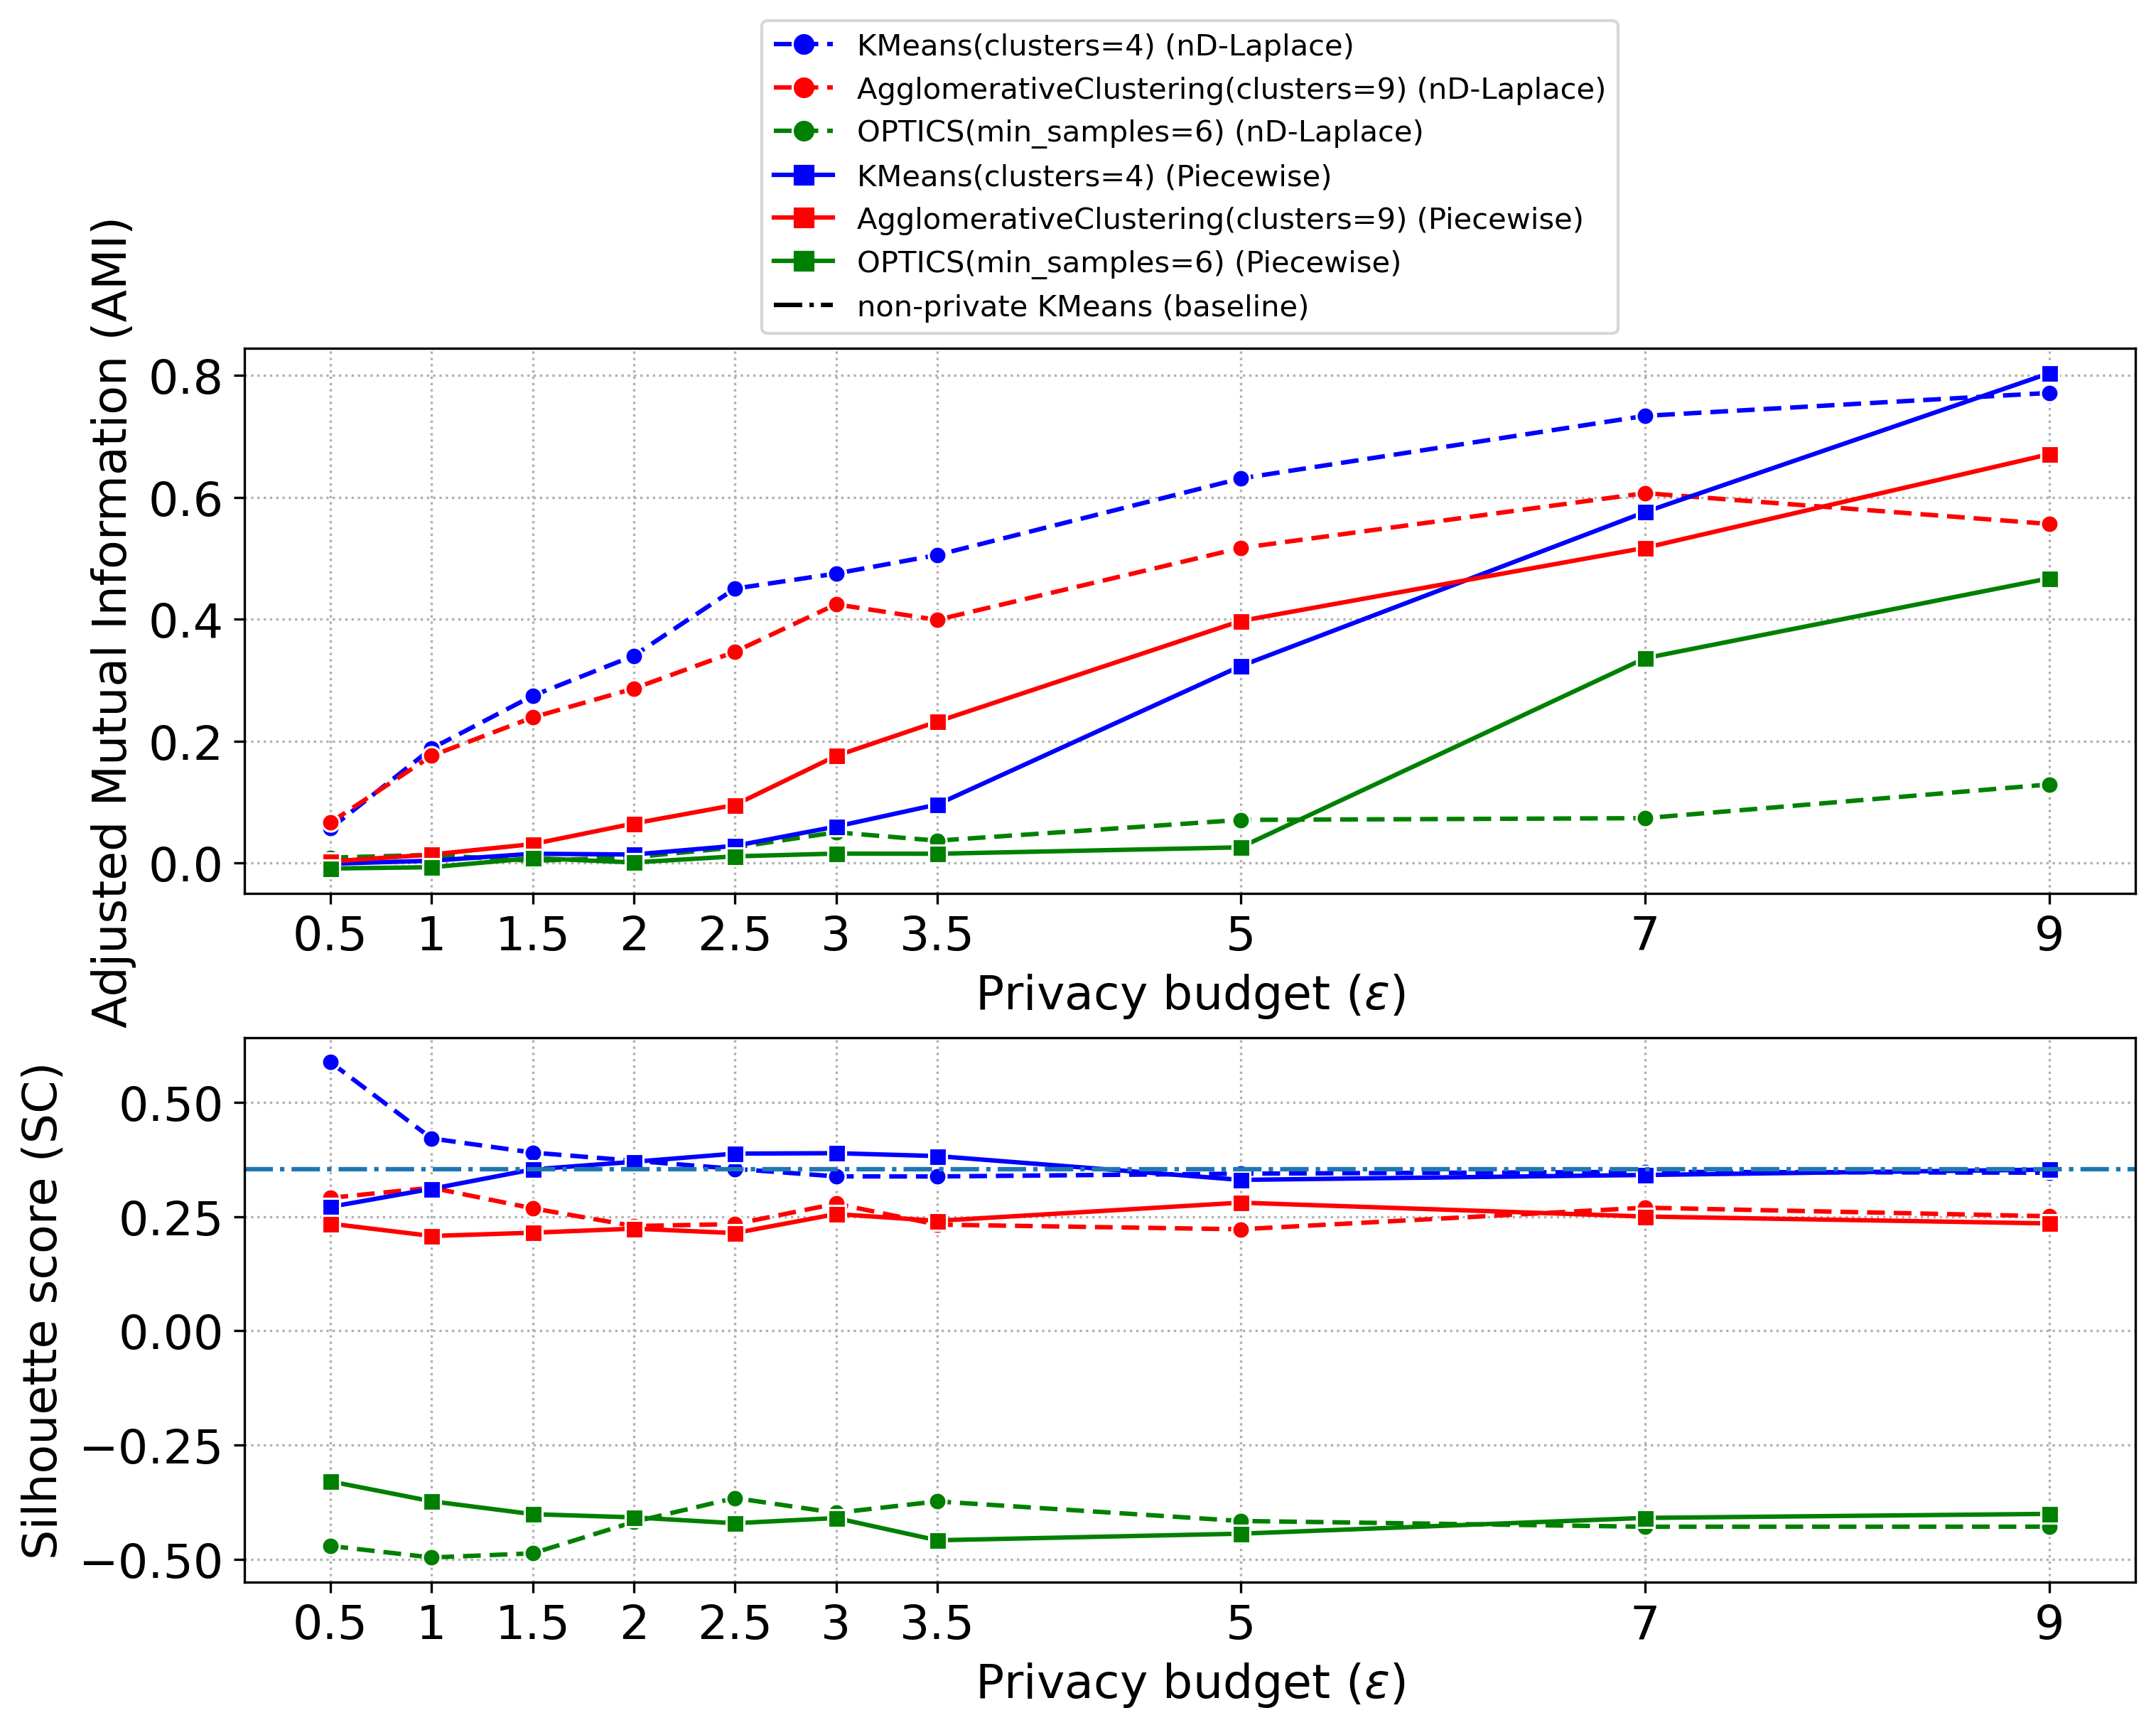 KMeans(clusters=4) (nD-Laplace)
AgglomerativeClustering(clusters=9) (nD-Laplace)
OPTICS(min_samples=6) (nD-Laplace)
KMeans(clusters=4) (Piecewise)
AgglomerativeClustering(clusters=9) (Piecewise)
OPTICS(min_samples=6) (Piecewise)
non-private KMeans (baseline)
Adjusted Mutual Information (AMI)
0.8
0.6
0.4
0.2
0.0
0.5 1 1.5 2 2.5 3 3.5 5 7 9
Privacy budget (ε)
Silhouette score (SC)
0.50
0.25
0.00
−0.25
−0.50
0.5 1 1.5 2 2.5 3 3.5 5 7 9
Privacy budget (ε)